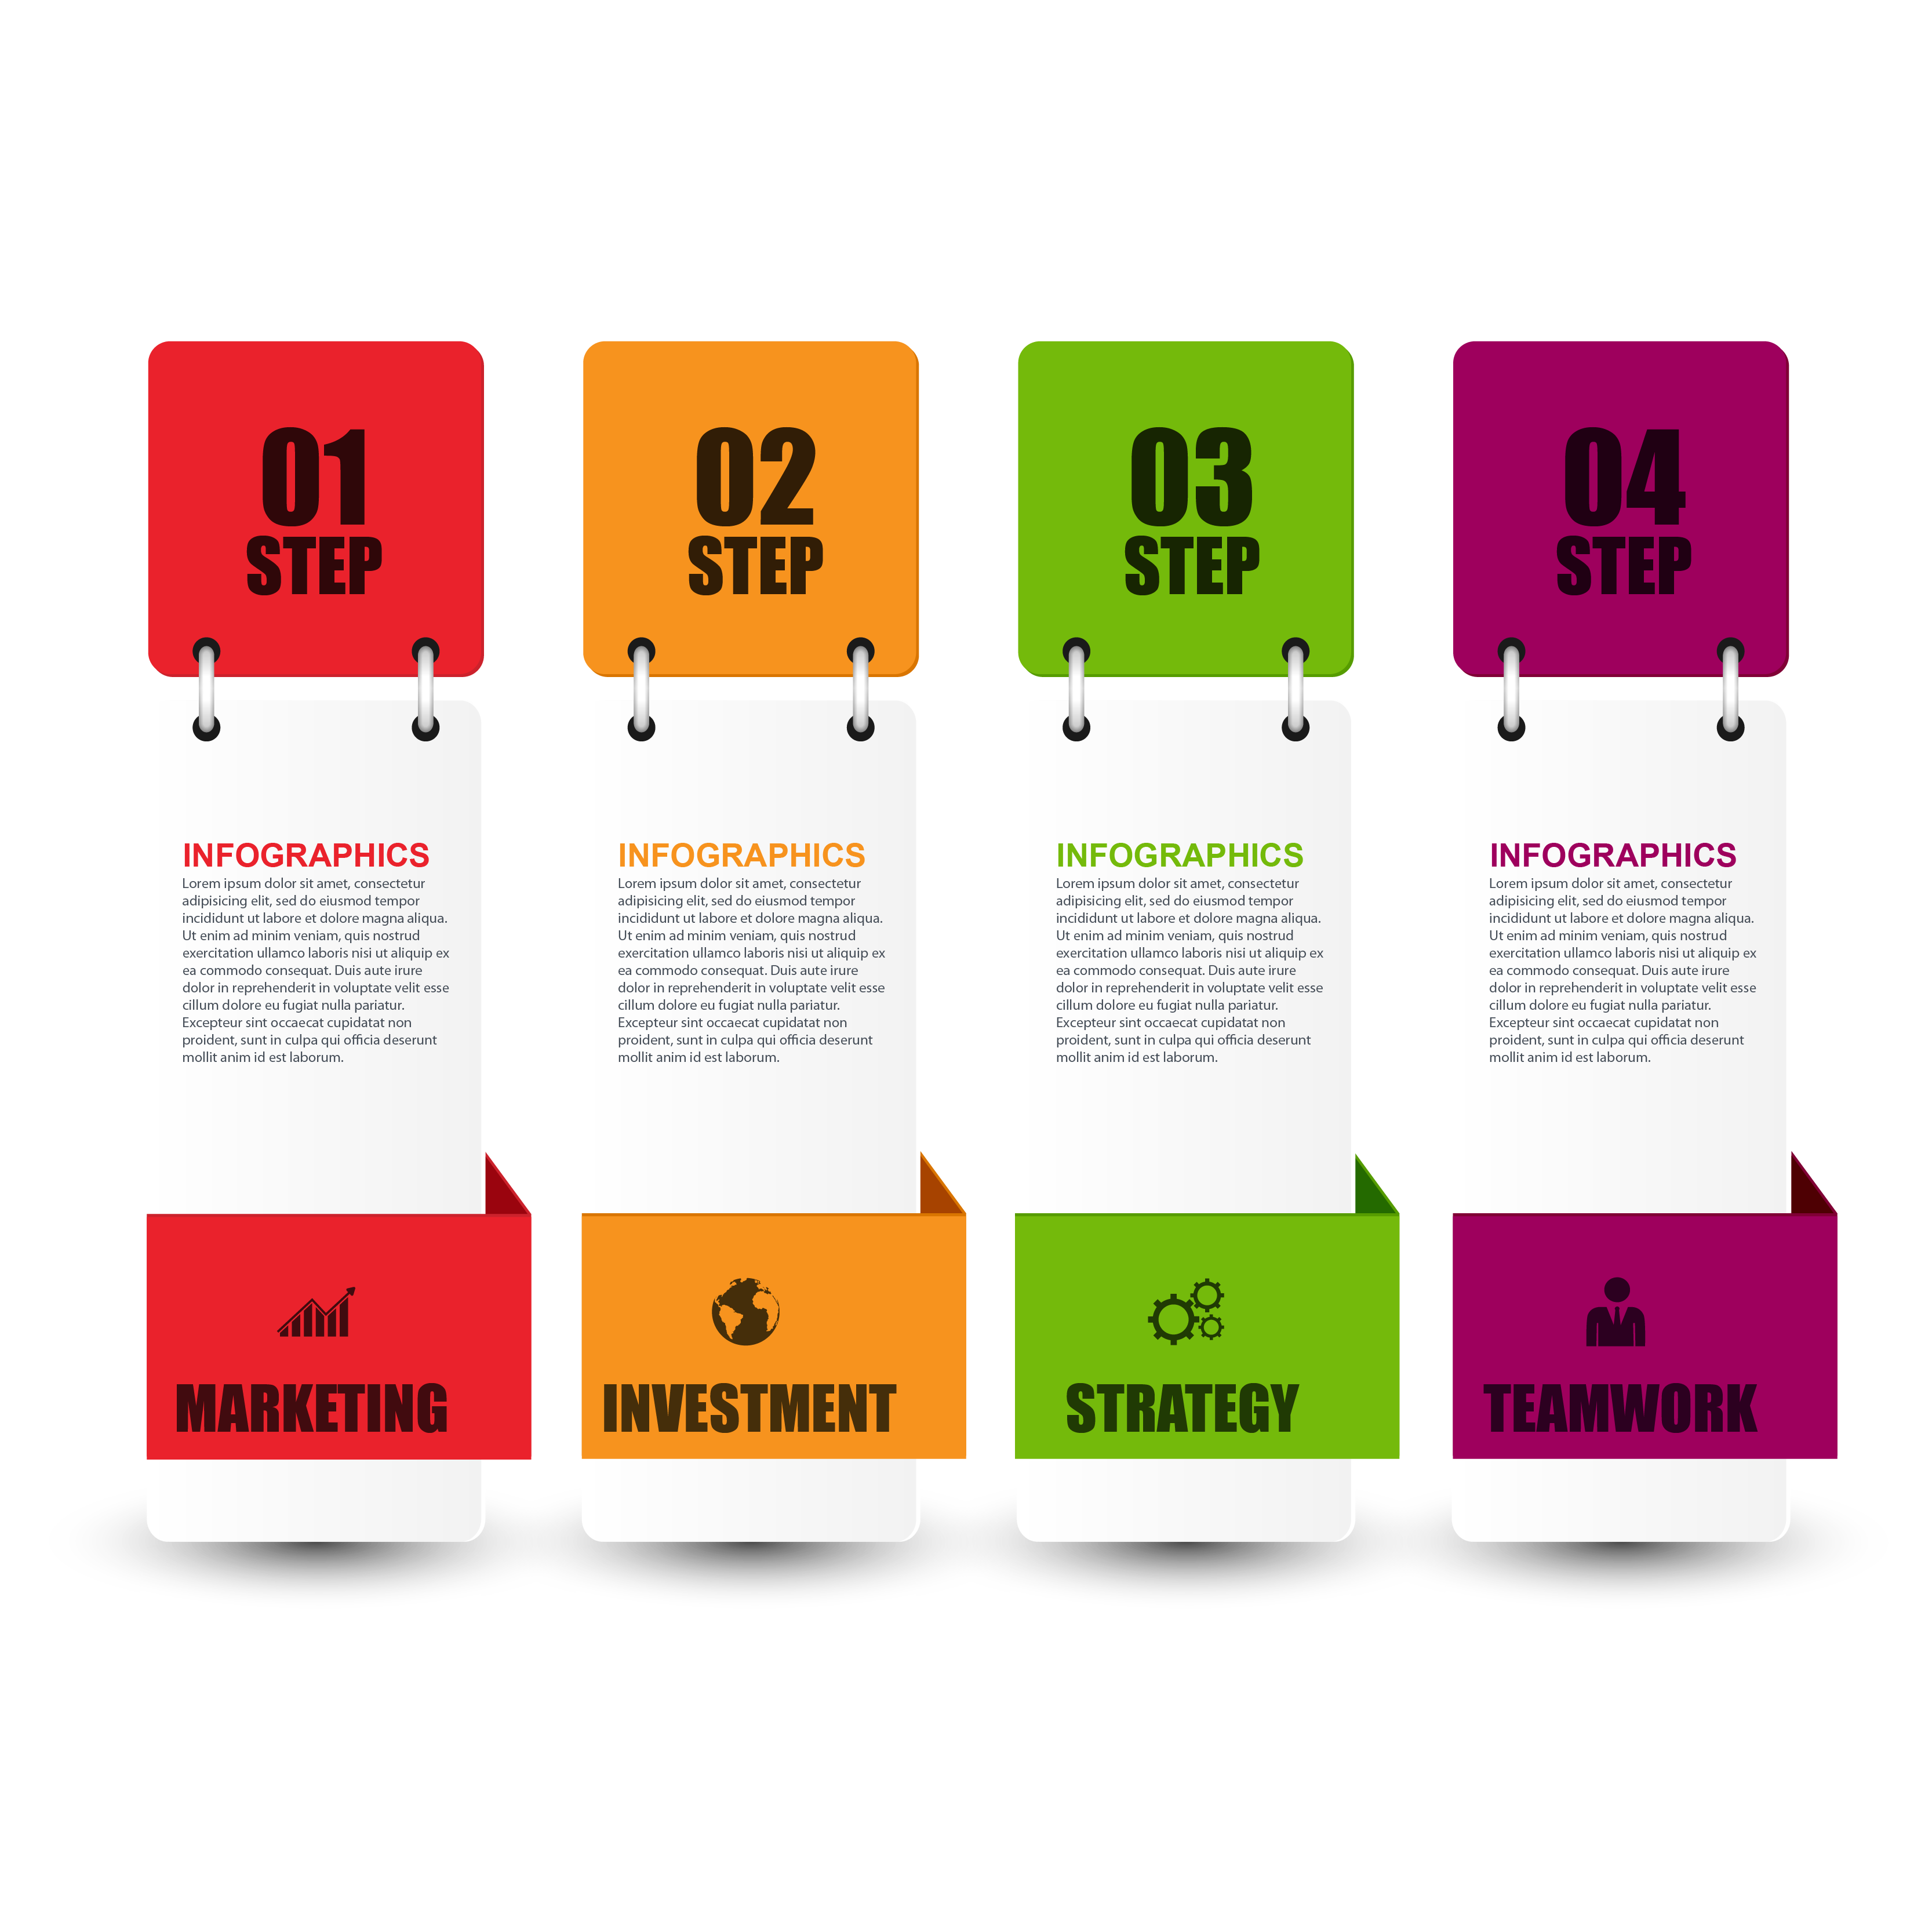 01
STEP
INFOGRAPHICS
Lorem ipsum dolor sit amet, consectetur
adipisicing elit, sed do eiusmod tempor
incididunt ut labore et dolore magna aliqua.
Ut enim ad minim veniam, quis nostrud
exercitation ullamco laboris nisi ut aliquip ex
ea commodo consequat. Duis aute irure
dolor in reprehenderit in voluptate velit esse
cillum dolore eu fugiat nulla pariatur.
Excepteur sint occaecat cupidatat non
proident, sunt in culpa qui officia deserunt
mollit anim id est laborum.
MARKETING
02
STEP
INFOGRAPHICS
Lorem ipsum dolor sit amet, consectetur
adipisicing elit, sed do eiusmod tempor
incididunt ut labore et dolore magna aliqua.
Ut enim ad minim veniam, quis nostrud
exercitation ullamco laboris nisi ut aliquip ex
ea commodo consequat. Duis aute irure
dolor in reprehenderit in voluptate velit esse
cillum dolore eu fugiat nulla pariatur.
Excepteur sint occaecat cupidatat non
proident, sunt in culpa qui officia deserunt
mollit anim id est laborum.
INVESTMENT
03
STEP
INFOGRAPHICS
Lorem ipsum dolor sit amet, consectetur
adipisicing elit, sed do eiusmod tempor
incididunt ut labore et dolore magna aliqua.
Ut enim ad minim veniam, quis nostrud
exercitation ullamco laboris nisi ut aliquip ex
ea commodo consequat. Duis aute irure
dolor in reprehenderit in voluptate velit esse
cillum dolore eu fugiat nulla pariatur.
Excepteur sint occaecat cupidatat non
proident, sunt in culpa qui officia deserunt
mollit anim id est laborum.
STRATEGY
04
STEP
INFOGRAPHICS
Lorem ipsum dolor sit amet, consectetur
adipisicing elit, sed do eiusmod tempor
incididunt ut labore et dolore magna aliqua.
Ut enim ad minim veniam, quis nostrud
exercitation ullamco laboris nisi ut aliquip ex
ea commodo consequat. Duis aute irure
dolor in reprehenderit in voluptate velit esse
cillum dolore eu fugiat nulla pariatur.
Excepteur sint occaecat cupidatat non
proident, sunt in culpa qui officia deserunt
mollit anim id est laborum.
TEAMWORK